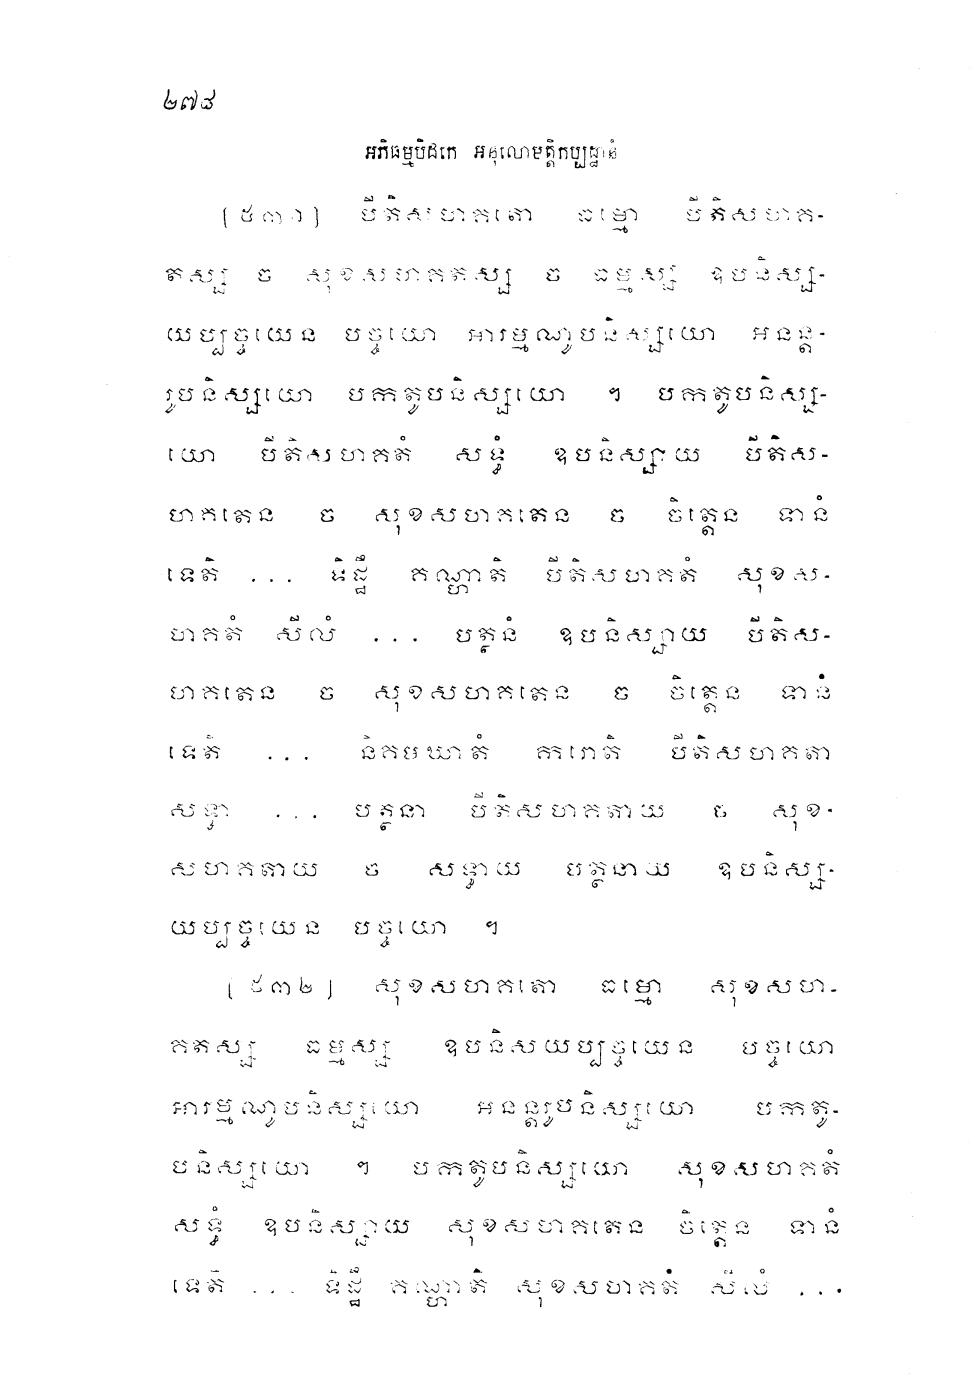 ២៧៨
អភិធម្មបិដកេ អនុលោមត្តិកប្បដ្ឋានំ
[៥៣១] បីតិសហគតោ ធម្មោ បីតិសហគ-
តស្ស ច សុខសហគតស្ស ច ធម្មស្ស ឧបនិស្ស-
យប្បច្ចយេន បច្ចយោ អារម្មណូបនិស្សយោ អនន្ត-
រូបនិស្សយោ បកតូបនិស្សយោ ។ បកតូបនិស្ស-
យោ បីតិសហគតំ សទ្ធំ ឧបនិស្សាយ បីតិស-
ហគតេន ច សុខសហគតេន ច ចិត្តេន ទានំ
ទេតិ ... ទិដ្ឋឹ គណ្ហាតិ បីតិសហគតំ សុខស-
ហគតំ សីលំ ... បត្ថនំ ឧបនិស្សាយ បីតិស-
ហគតេន ច សុខសហគតេន ច ចិត្តេន ទានំ
ទេតិ ... និគមឃាតំ ករោតិ បីតិសហគតា
សទ្ធា ... បត្ថនា បីតិសហគតាយ ច សុខ-
សហគតាយ ច សទ្ធាយ បត្ថនាយ ឧបនិស្ស-
យប្បច្ចយេន បច្ចយោ ។
[៥៣២] សុខសហគតោ ធម្មោ សុខសហ-
គតស្ស ធម្មស្ស ឧបនិសយប្បច្ចយេន បច្ចយោ
អារម្មណូបនិស្សយោ អនន្តរូបនិស្សយោ បកតូ-
បនិស្សយោ ។ បកតូបនិស្សយោ សុខសហគតំ
សទ្ធំ ឧបនិស្សាយ សុខសហគតេន ចិត្តេន ទានំ
ទេតិ ... ទិដ្ឋឹ គណ្ហាតិ សុខសហគតំ សីលំ ...